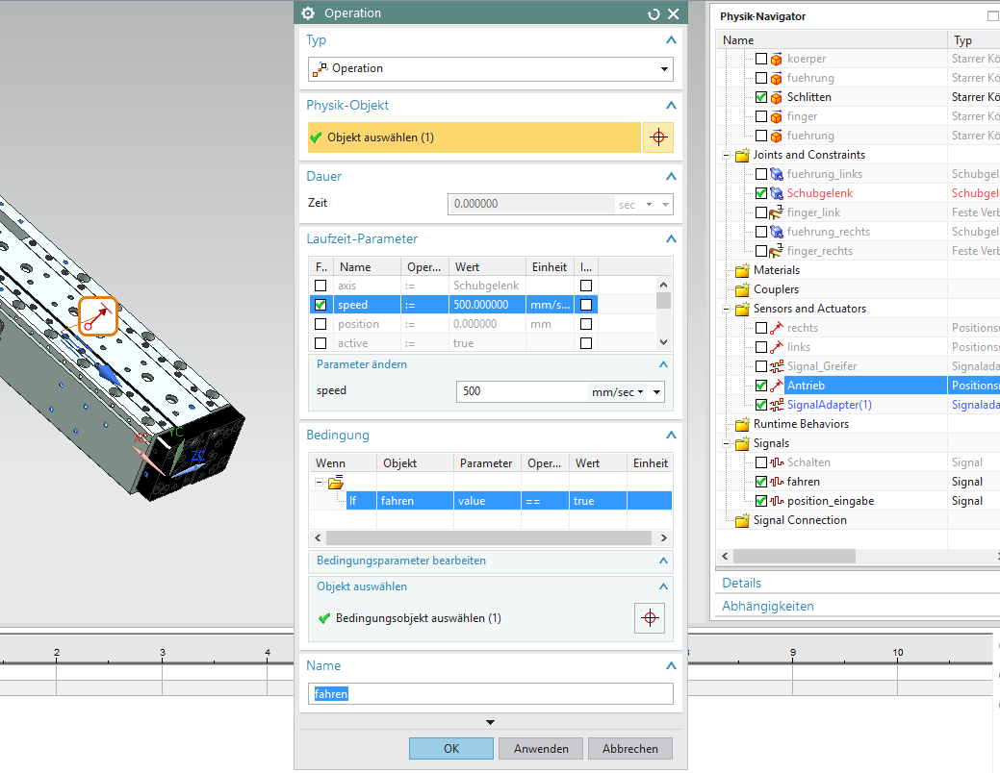 Operation
Typ
Operation
Physik-Objekt
Objekt auswählen (1)
Dauer
Zeit 0.000000 sec
Laufzeit-Parameter
F.. Name Oper... Wert Einheit I...
axis := Schubgelenk
speed := 500.000000 mm/s...
position := 0.000000 mm
active := true
Parameter ändern
speed 500 mm/sec
Bedingung
Wenn Objekt Parameter Oper... Wert Einheit
If fahren value == true
Bedingungsparameter bearbeiten
Objekt auswählen
Bedingungsobjekt auswählen (1)
Name
fahren
OK Anwenden Abbrechen
Physik-Navigator
Name Typ
koerper Starrer Kö
fuehrung Starrer Kö
Schlitten Starrer Kö
finger Starrer Kö
fuehrung Starrer Kö
Joints and Constraints
fuehrung_links Schubgel
Schubgelenk Schubgel
finger_link Feste Verb
fuehrung_rechts Schubgel
finger_rechts Feste Verb
Materials
Couplers
Sensors and Actuators
rechts Positionsr
links Positionsr
Signal_Greifer Signalada
Antrieb Positionsr
SignalAdapter(1) Signalada
Runtime Behaviors
Signals
Schalten Signal
fahren Signal
position_eingabe Signal
Signal Connection
Details
Abhängigkeiten
YC
ZC
2 3 4 9 10